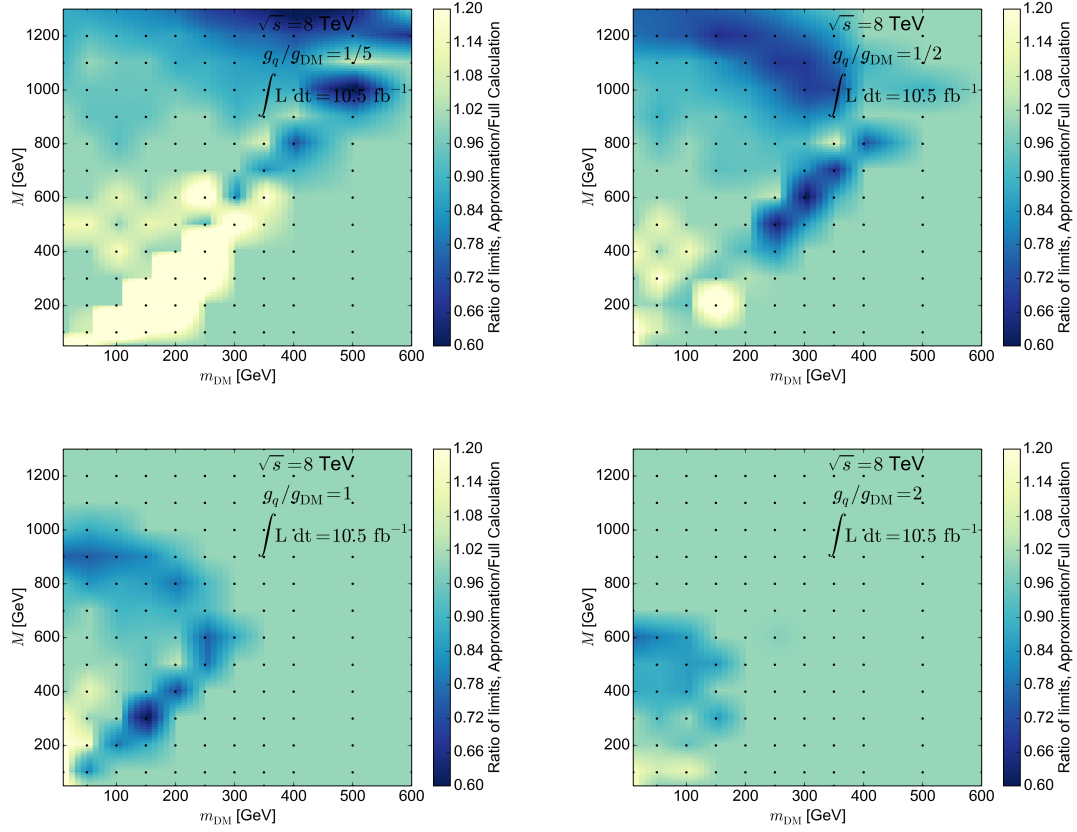 √s = 8 TeV
g_q/g_DM = 1/5
∫ L dt = 10.5 fb⁻¹
1200
1000
800
600
400
200
M [GeV]
100 200 300 400 500 600
m_DM [GeV]
1.20
1.14
1.08
1.02
0.96
0.90
0.84
0.78
0.72
0.66
0.60
Ratio of limits, Approximation/Full Calculation
√s = 8 TeV
g_q/g_DM = 1/2
∫ L dt = 10.5 fb⁻¹
1200
1000
800
600
400
200
M [GeV]
100 200 300 400 500 600
m_DM [GeV]
1.20
1.14
1.08
1.02
0.96
0.90
0.84
0.78
0.72
0.66
0.60
Ratio of limits, Approximation/Full Calculation
√s = 8 TeV
g_q/g_DM = 1
∫ L dt = 10.5 fb⁻¹
1200
1000
800
600
400
200
M [GeV]
100 200 300 400 500 600
m_DM [GeV]
1.20
1.14
1.08
1.02
0.96
0.90
0.84
0.78
0.72
0.66
0.60
Ratio of limits, Approximation/Full Calculation
√s = 8 TeV
g_q/g_DM = 2
∫ L dt = 10.5 fb⁻¹
1200
1000
800
600
400
200
M [GeV]
100 200 300 400 500 600
m_DM [GeV]
1.20
1.14
1.08
1.02
0.96
0.90
0.84
0.78
0.72
0.66
0.60
Ratio of limits, Approximation/Full Calculation